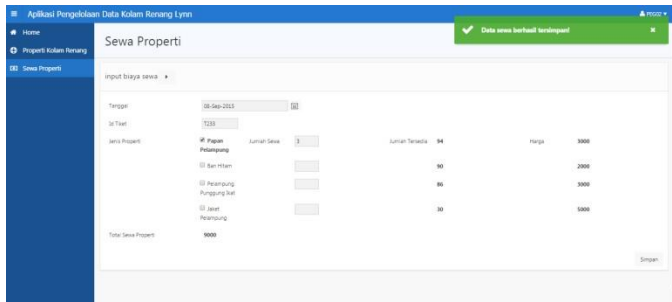 Aplikasi Pengelolaan Data Kolam Renang Lynn
Home
Properti Kolam Renang
Sewa Properti
Data sewa berhasil tersimpan!
Sewa Properti
input biaya sewa
Tanggal 08-Sep-2015
Id Tiket T235
Jenis Properti Papan Pelampung Jumlah Sewa 3 Jumlah Tersedia 94 Harga 3000
Ban Hitam 90 2000
Pelampung Punggung Ikat 86 3000
Jaket Pelampung 30 5000
Total Sewa Properti 9000
Simpan